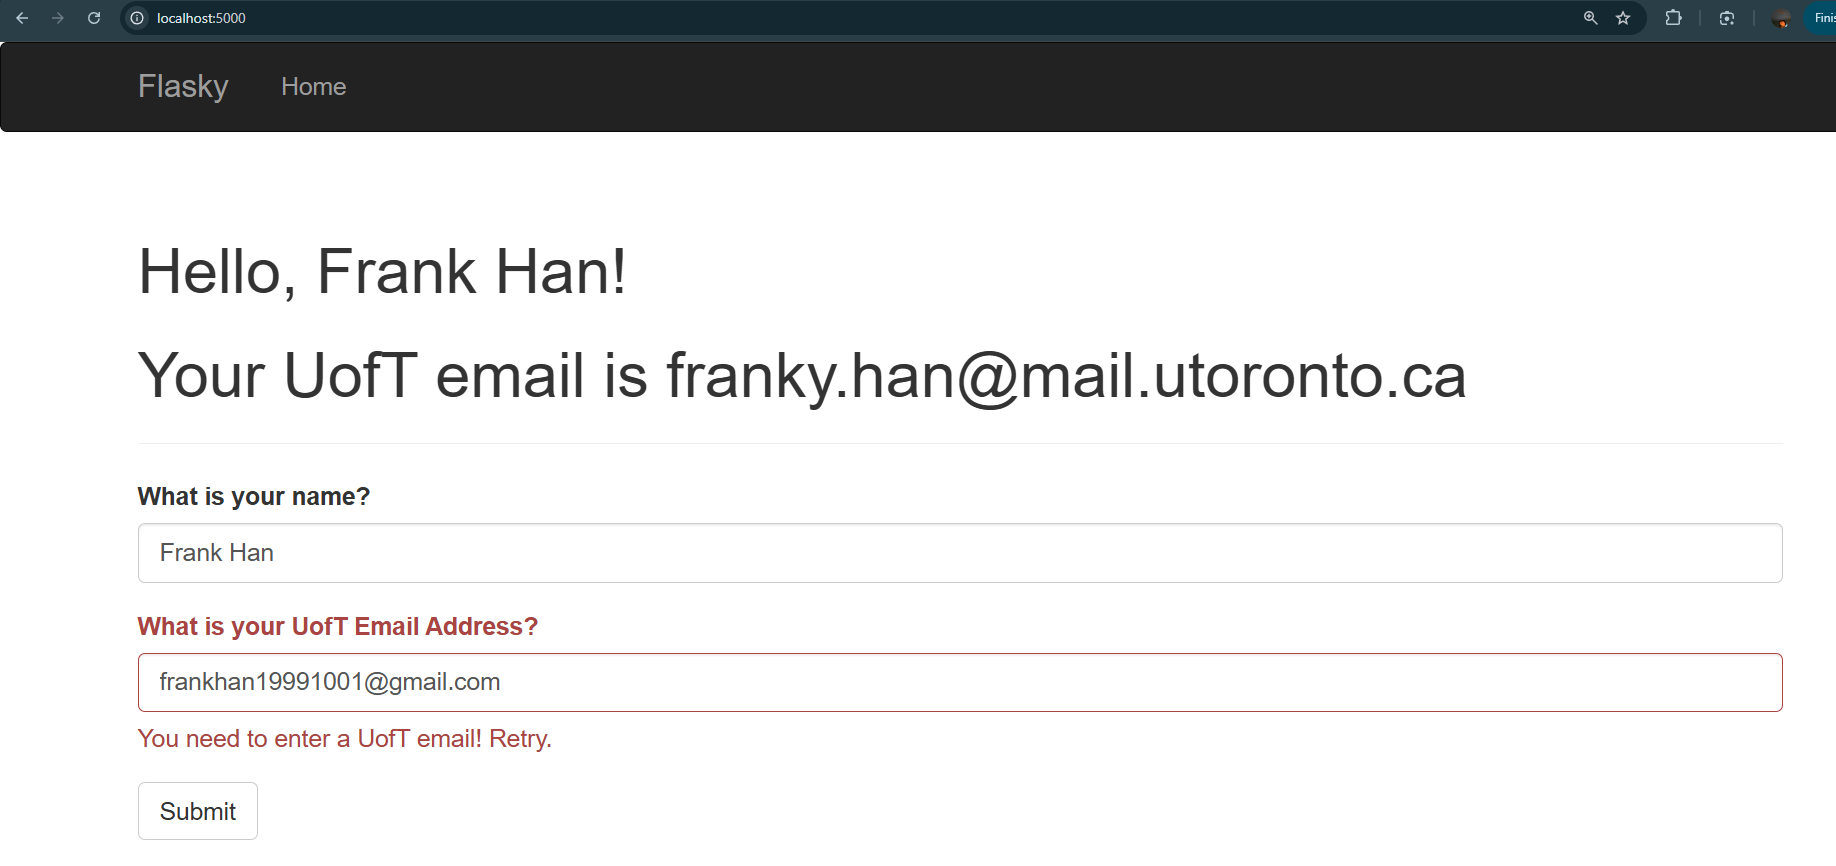 localhost:5000
Finis
Flasky Home
Hello, Frank Han!
Your UofT email is franky.han@mail.utoronto.ca
What is your name?
Frank Han
What is your UofT Email Address?
frankhan19991001@gmail.com
You need to enter a UofT email! Retry.
Submit